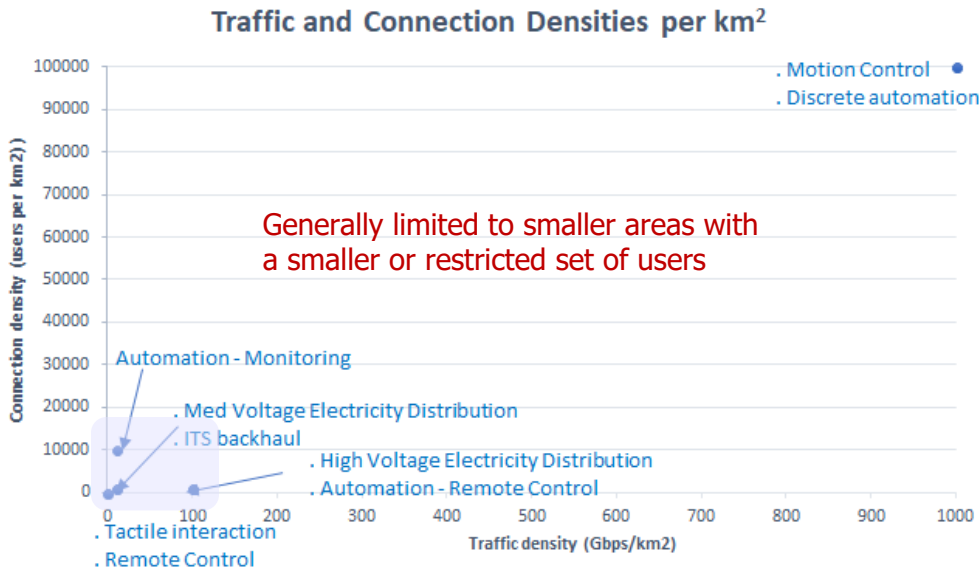 Traffic and Connection Densities per km²
100000
90000
80000
70000
60000
50000
40000
30000
20000
10000
0
Connection density (users per km2))
. Motion Control
. Discrete automation
Generally limited to smaller areas with
a smaller or restricted set of users
Automation - Monitoring
. Med Voltage Electricity Distribution
. ITS backhaul
. High Voltage Electricity Distribution
. Automation - Remote Control
0 100 200 300 400 500 600 700 800 900 1000
. Tactile interaction
. Remote Control
Traffic density (Gbps/km2)